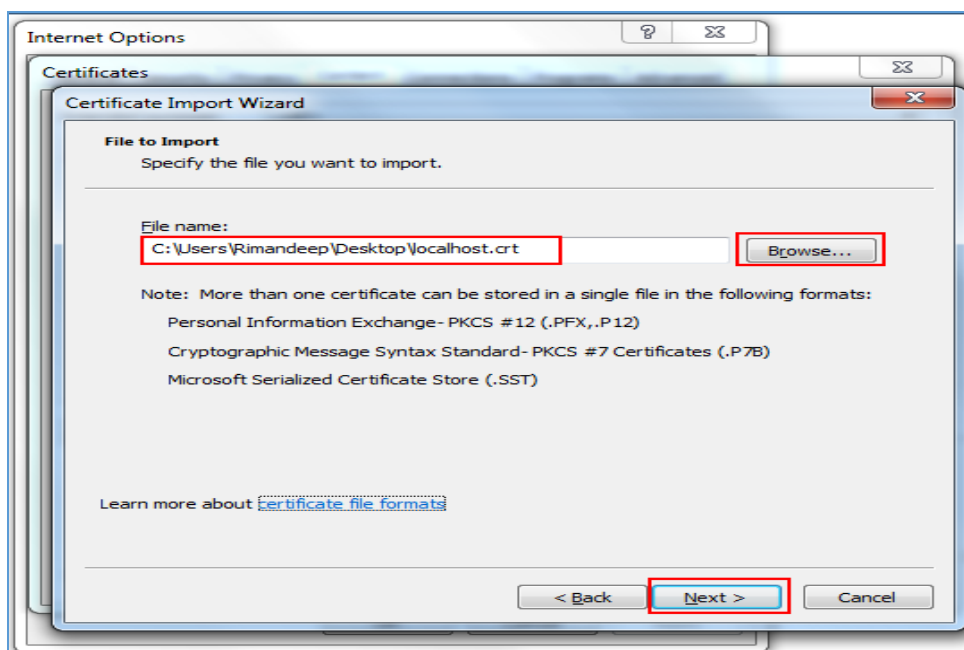 Internet Options
Certificates
Certificate Import Wizard
File to Import
Specify the file you want to import.
File name:
C:\Users\Rimandeep\Desktop\localhost.crt
Browse...
Note:  More than one certificate can be stored in a single file in the following formats:
Personal Information Exchange- PKCS #12 (.PFX,.P12)
Cryptographic Message Syntax Standard- PKCS #7 Certificates (.P7B)
Microsoft Serialized Certificate Store (.SST)
Learn more about certificate file formats
< Back
Next >
Cancel